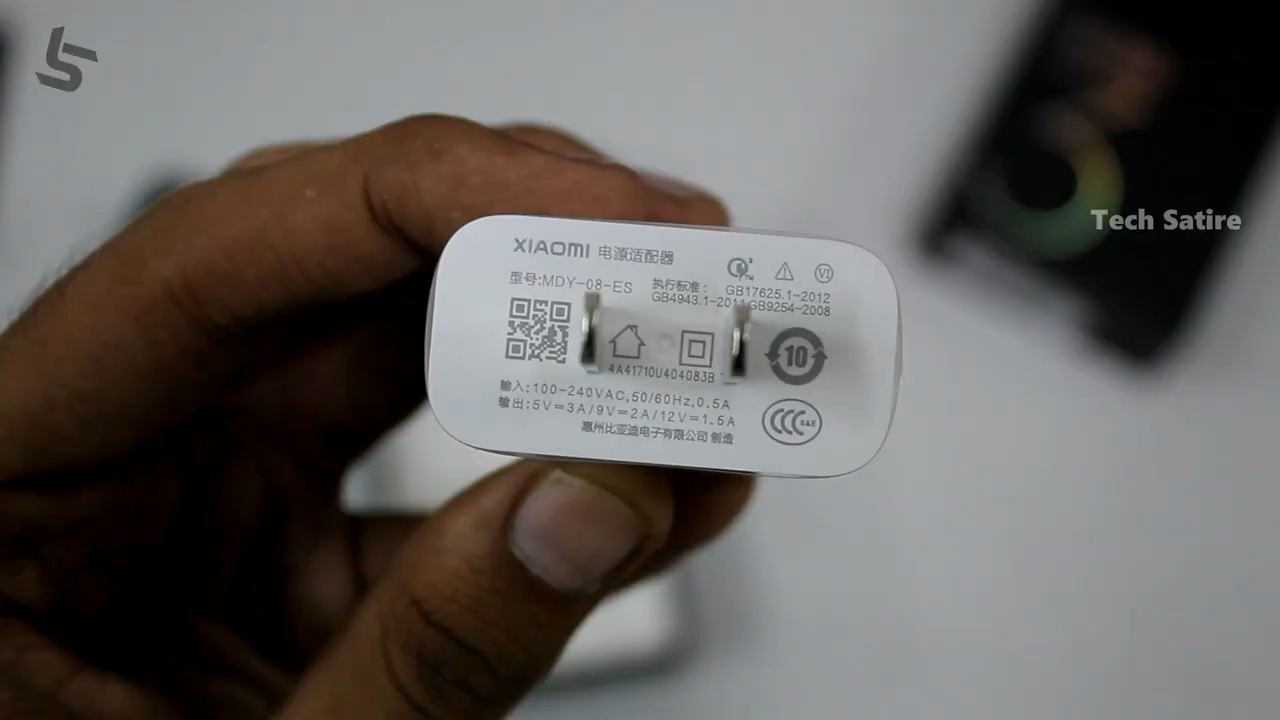 XIAOMI 电源适配器
型号:MDY-08-ES
执行标准: GB17625.1-2012
GB4943.1-2011 GB9254-2008
VI
10
4A41710U404083B
输入:100-240VAC,50/60Hz,0.5A
输出:5V=3A/9V=2A/12V=1.5A
惠州比亚迪电子有限公司 制造
CCC S&E
Tech Satire